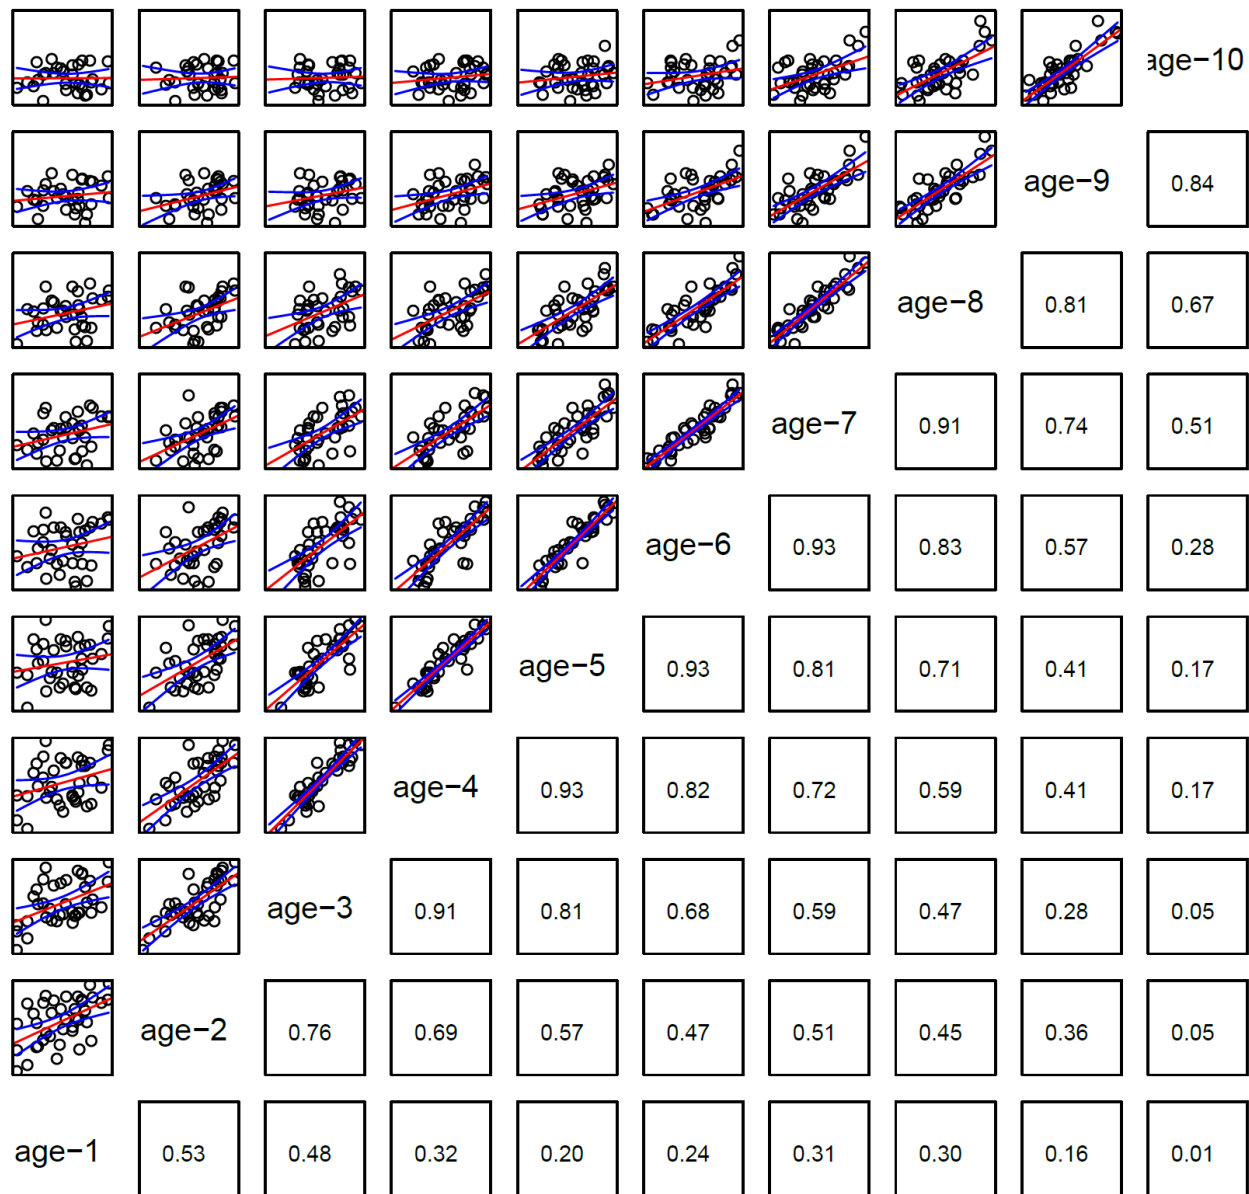 age−10
age−9 0.84
age−8 0.81 0.67
age−7 0.91 0.74 0.51
age−6 0.93 0.83 0.57 0.28
age−5 0.93 0.81 0.71 0.41 0.17
age−4 0.93 0.82 0.72 0.59 0.41 0.17
age−3 0.91 0.81 0.68 0.59 0.47 0.28 0.05
age−2 0.76 0.69 0.57 0.47 0.51 0.45 0.36 0.05
age−1 0.53 0.48 0.32 0.20 0.24 0.31 0.30 0.16 0.01